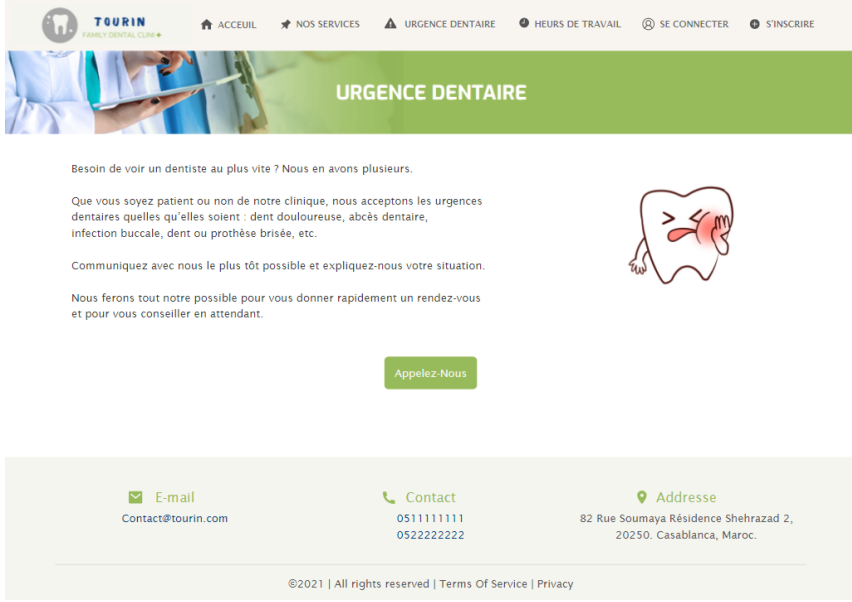 TOURIN
FAMILY DENTAL CLINI
ACCEUIL
NOS SERVICES
URGENCE DENTAIRE
HEURS DE TRAVAIL
SE CONNECTER
S'INSCRIRE
URGENCE DENTAIRE
Besoin de voir un dentiste au plus vite ? Nous en avons plusieurs.
Que vous soyez patient ou non de notre clinique, nous acceptons les urgences
dentaires quelles qu'elles soient : dent douloureuse, abcès dentaire,
infection buccale, dent ou prothèse brisée, etc.
Communiquez avec nous le plus tôt possible et expliquez-nous votre situation.
Nous ferons tout notre possible pour vous donner rapidement un rendez-vous
et pour vous conseiller en attendant.
Appelez-Nous
E-mail
Contact@tourin.com
Contact
0511111111
0522222222
Addresse
82 Rue Soumaya Résidence Shehrazad 2,
20250. Casablanca, Maroc.
©2021 | All rights reserved | Terms Of Service | Privacy